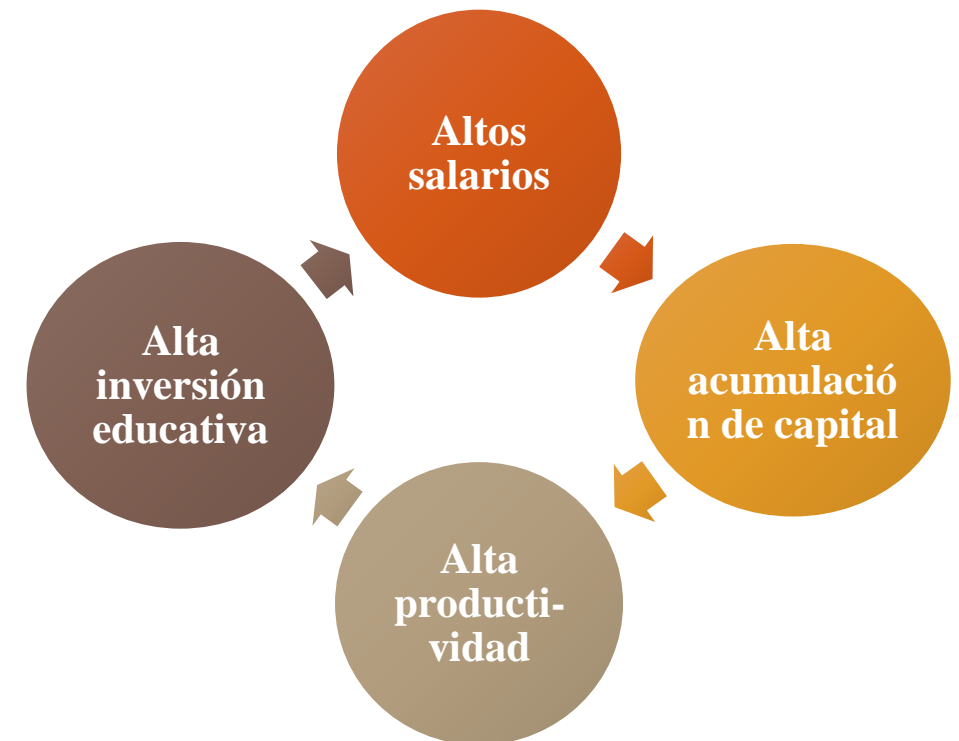 Altos
salarios
Alta
acumulació
n de capital
Alta
producti-
vidad
Alta
inversión
educativa